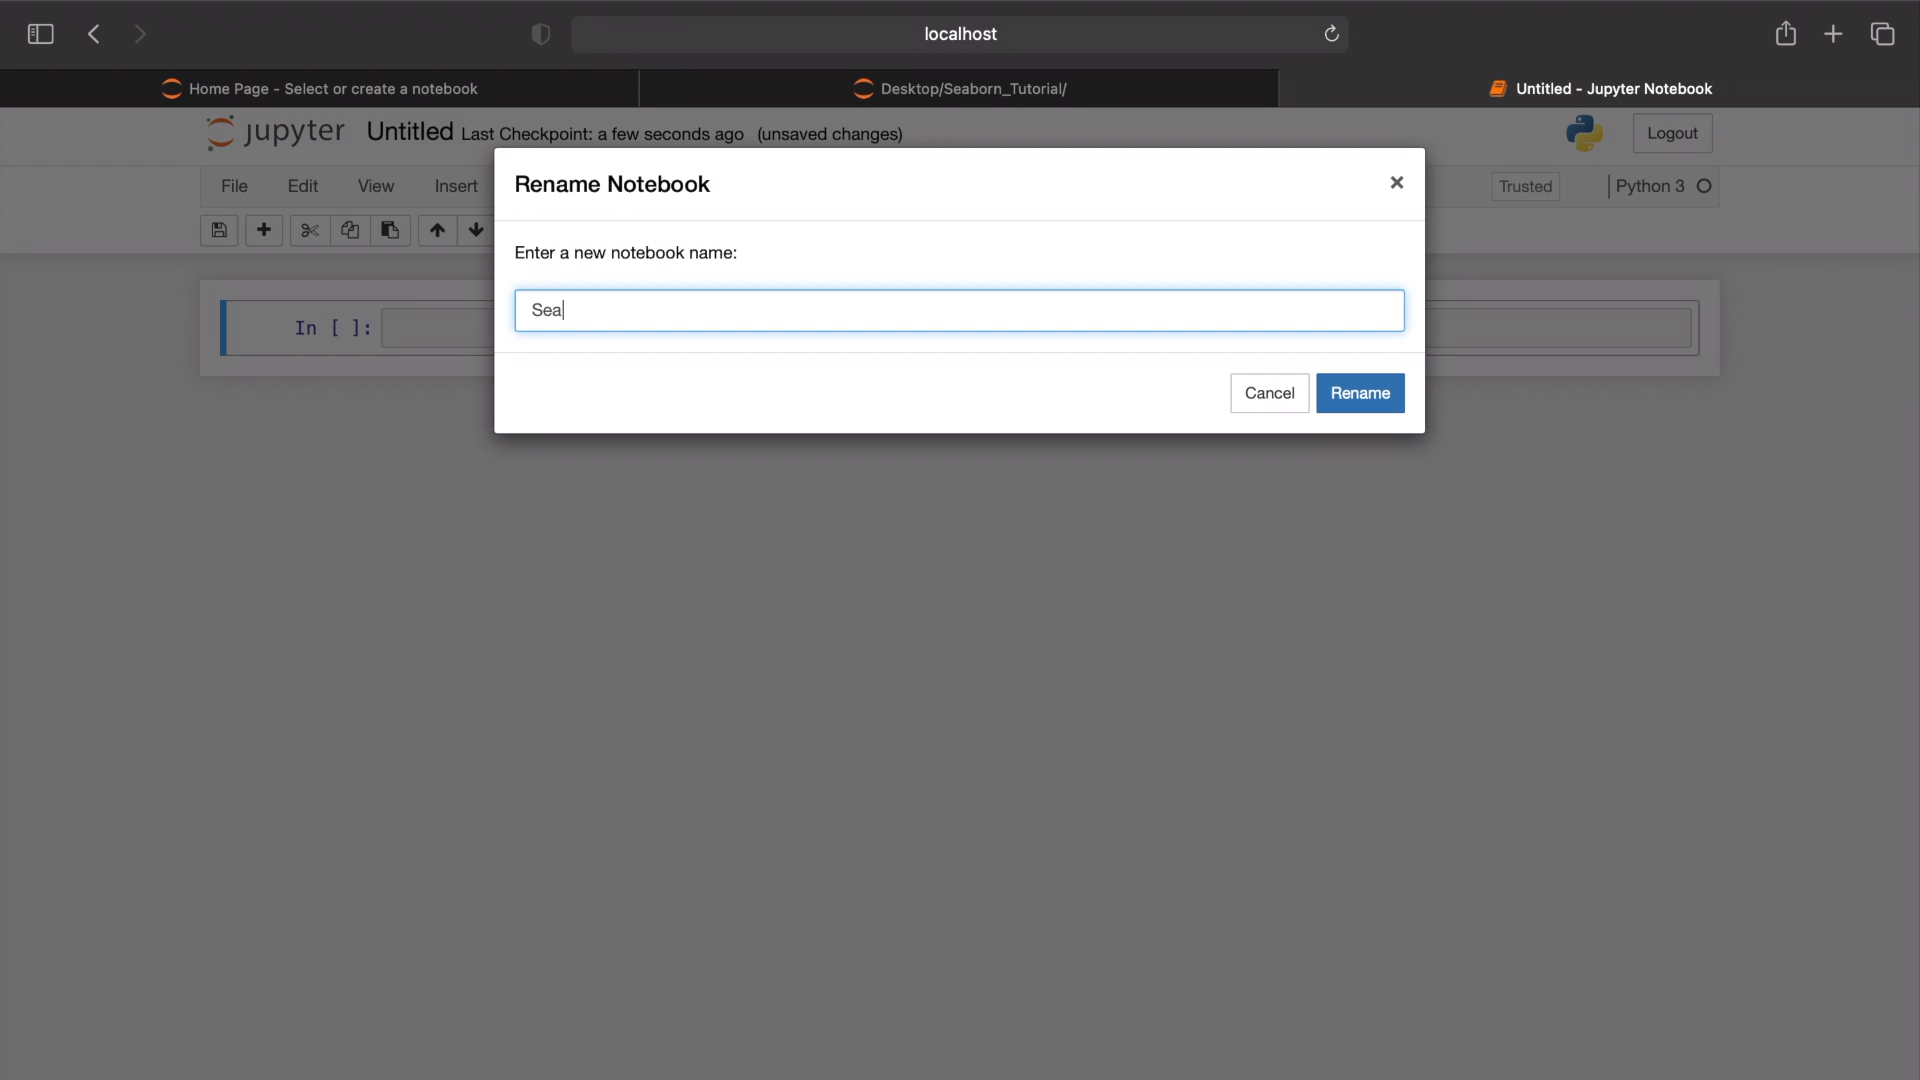 localhost
Home Page - Select or create a notebook
Desktop/Seaborn_Tutorial/
Untitled - Jupyter Notebook
jupyter Untitled Last Checkpoint: a few seconds ago (unsaved changes)
Logout
File Edit View Insert
Trusted
Python 3
Rename Notebook
Enter a new notebook name:
Sea
Cancel Rename
In [ ]: